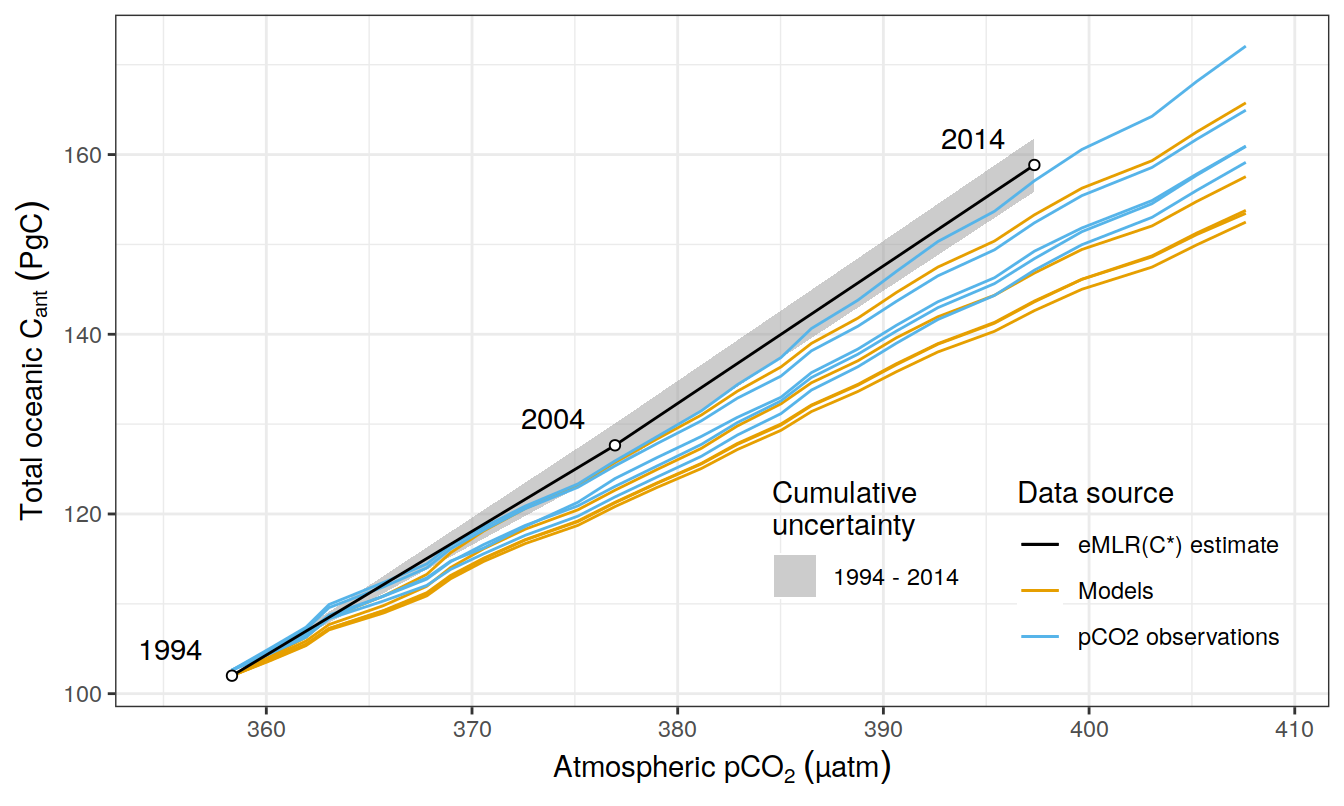 Total oceanic Cant (PgC)
160
140
120
100
2014
2004
1994
Cumulative
uncertainty
1994 - 2014
Data source
eMLR(C*) estimate
Models
pCO2 observations
360
370
380
390
400
410
Atmospheric pCO₂ (µatm)